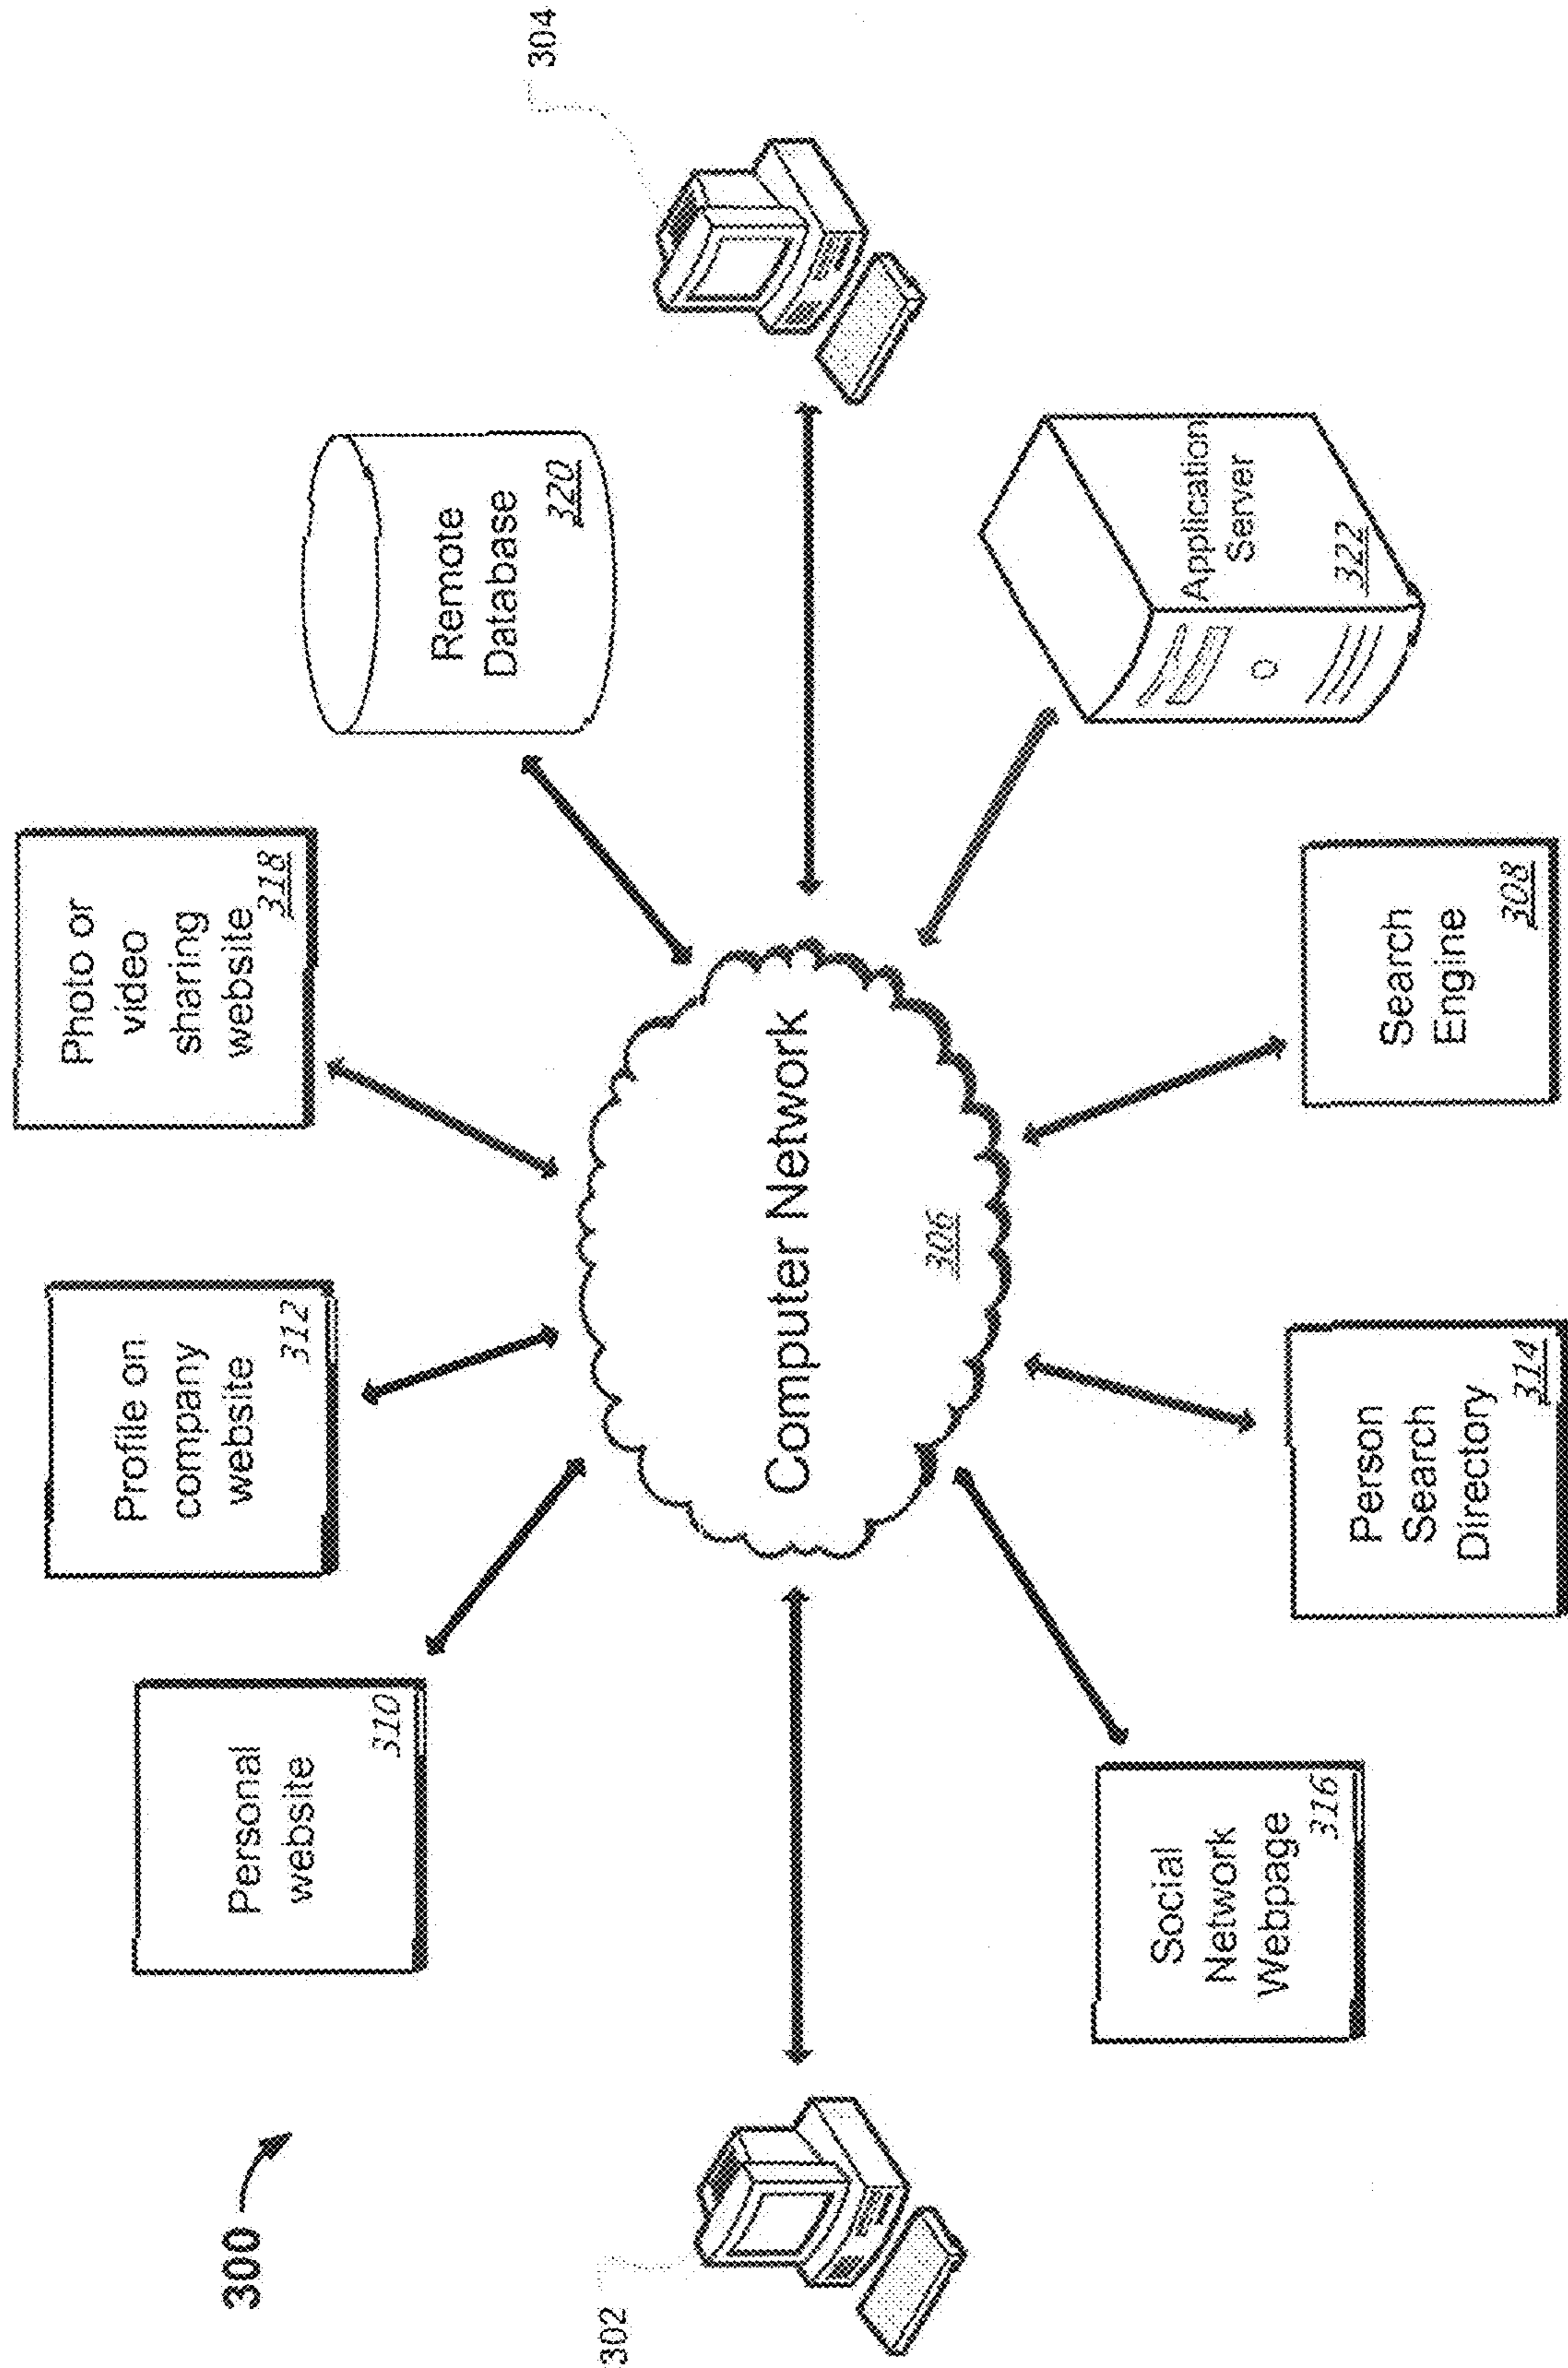 300
Personal
website
310
Profile on
company
website
312
Photo or
video
sharing
website
318
Remote
Database
320
302
Computer Network
306
304
Social
Network
Webpage
316
Person
Search
Directory
314
Search
Engine
308
Application
Server
322